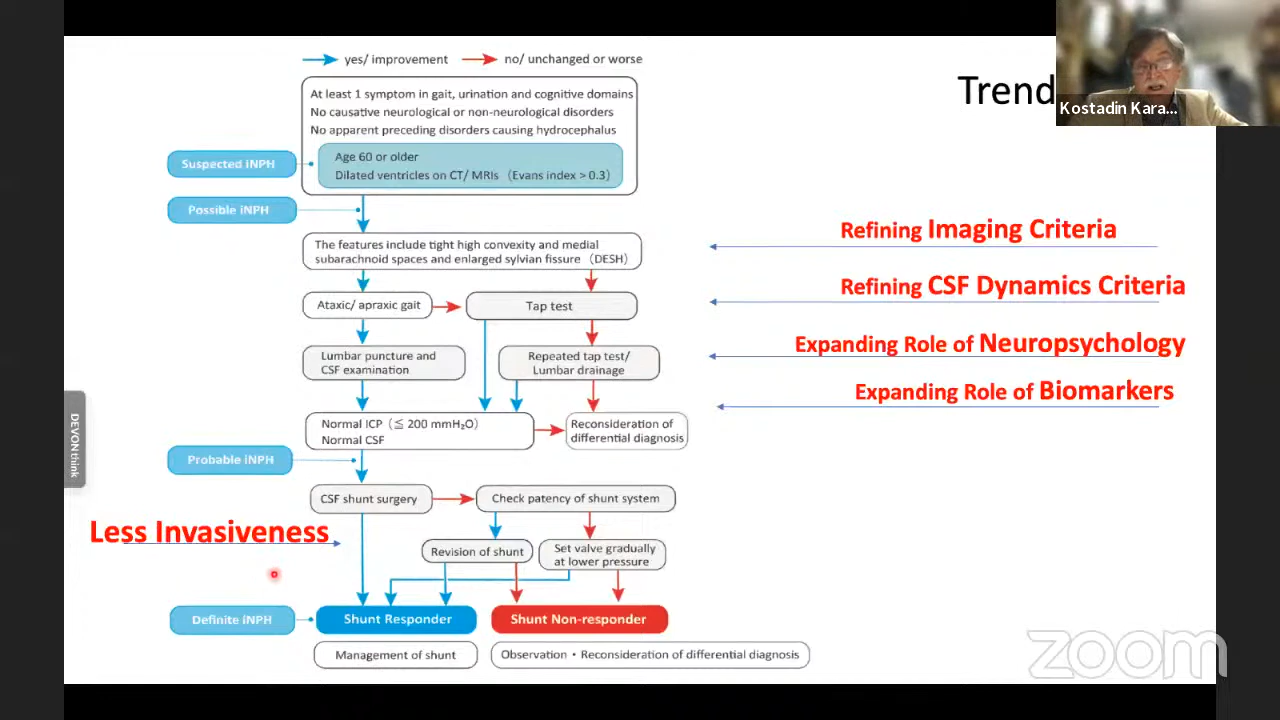 yes/ improvement
no/ unchanged or worse
Trend
Kostadin Kara...
At least 1 symptom in gait, urination and cognitive domains
No causative neurological or non-neurological disorders
No apparent preceding disorders causing hydrocephalus
Suspected iNPH
Age 60 or older
Dilated ventricles on CT/ MRIs （Evans index > 0.3）
Possible iNPH
The features include tight high convexity and medial
subarachnoid spaces and enlarged sylvian fissure （DESH）
Refining Imaging Criteria
Refining CSF Dynamics Criteria
Ataxic/ apraxic gait
Tap test
Expanding Role of Neuropsychology
Lumbar puncture and
CSF examination
Repeated tap test/
Lumbar drainage
Expanding Role of Biomarkers
Normal ICP （≦ 200 mmH₂O）
Normal CSF
Reconsideration of
differential diagnosis
DEVONthink
Probable iNPH
CSF shunt surgery
Check patency of shunt system
Less Invasiveness
Revision of shunt
Set valve gradually
at lower pressure
Definite iNPH
Shunt Responder
Shunt Non-responder
Management of shunt
Observation・Reconsideration of differential diagnosis
zoom